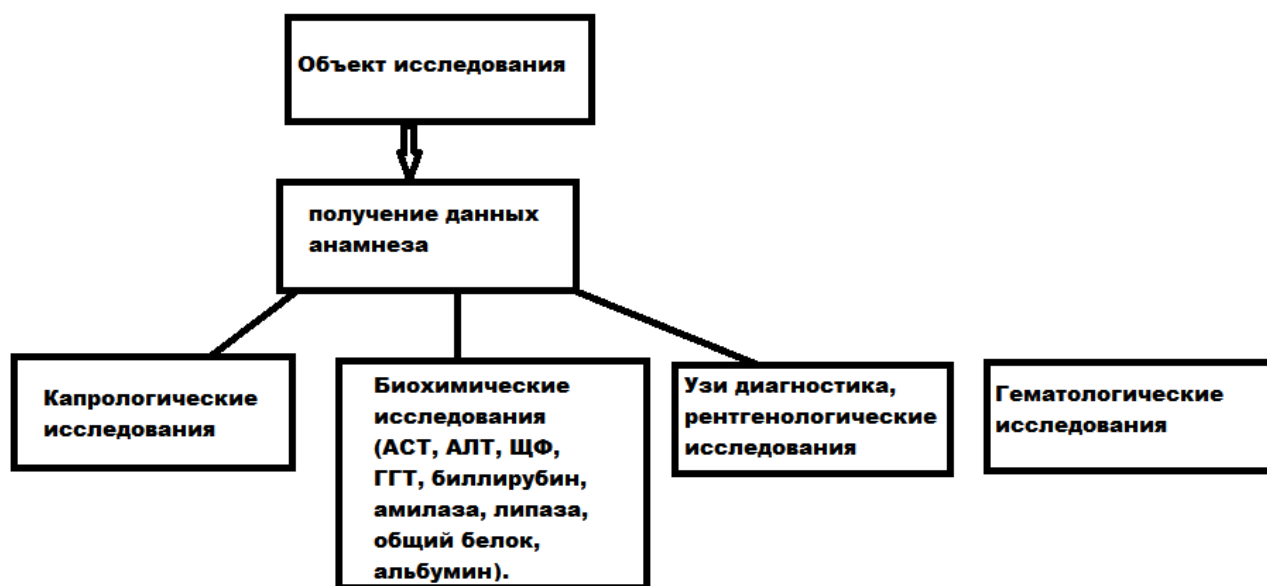 Объект исследования
получение данных
анамнеза
Капрологические
исследования
Биохимические
исследования
(АСТ, АЛТ, ЩФ,
ГГТ, биллирубин,
амилаза, липаза,
общий белок,
альбумин).
Узи диагностика,
рентгенологические
исследования
Гематологические
исследования